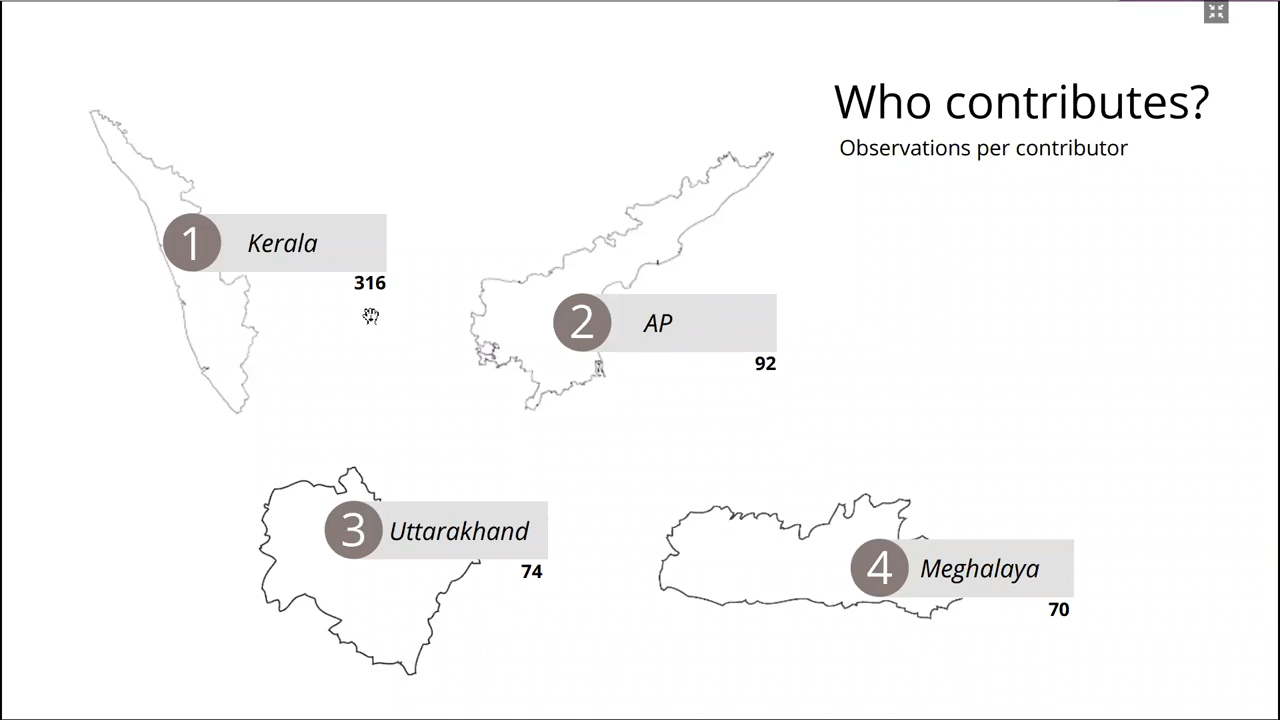 Who contributes?
Observations per contributor
1 Kerala
316
2 AP
92
3 Uttarakhand
74
4 Meghalaya
70